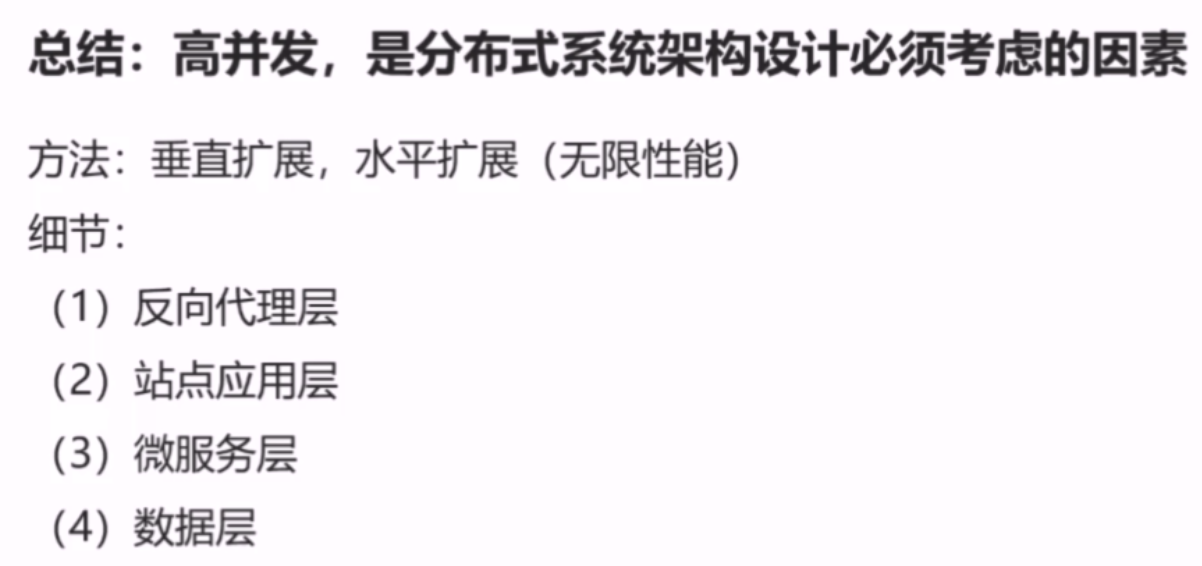 总结：高并发，是分布式系统架构设计必须考虑的因素
方法：垂直扩展，水平扩展（无限性能）
细节：
（1）反向代理层
（2）站点应用层
（3）微服务层
（4）数据层